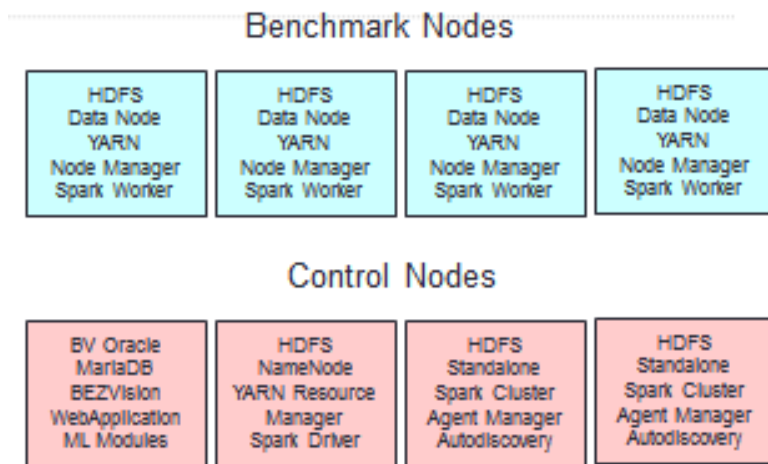 Benchmark Nodes
HDFS
Data Node
YARN
Node Manager
Spark Worker
HDFS
Data Node
YARN
Node Manager
Spark Worker
HDFS
Data Node
YARN
Node Manager
Spark Worker
HDFS
Data Node
YARN
Node Manager
Spark Worker
Control Nodes
BV Oracle
MariaDB
BEZVision
WebApplication
ML Modules
HDFS
NameNode
YARN Resource
Manager
Spark Driver
HDFS
Standalone
Spark Cluster
Agent Manager
Autodiscovery
HDFS
Standalone
Spark Cluster
Agent Manager
Autodiscovery